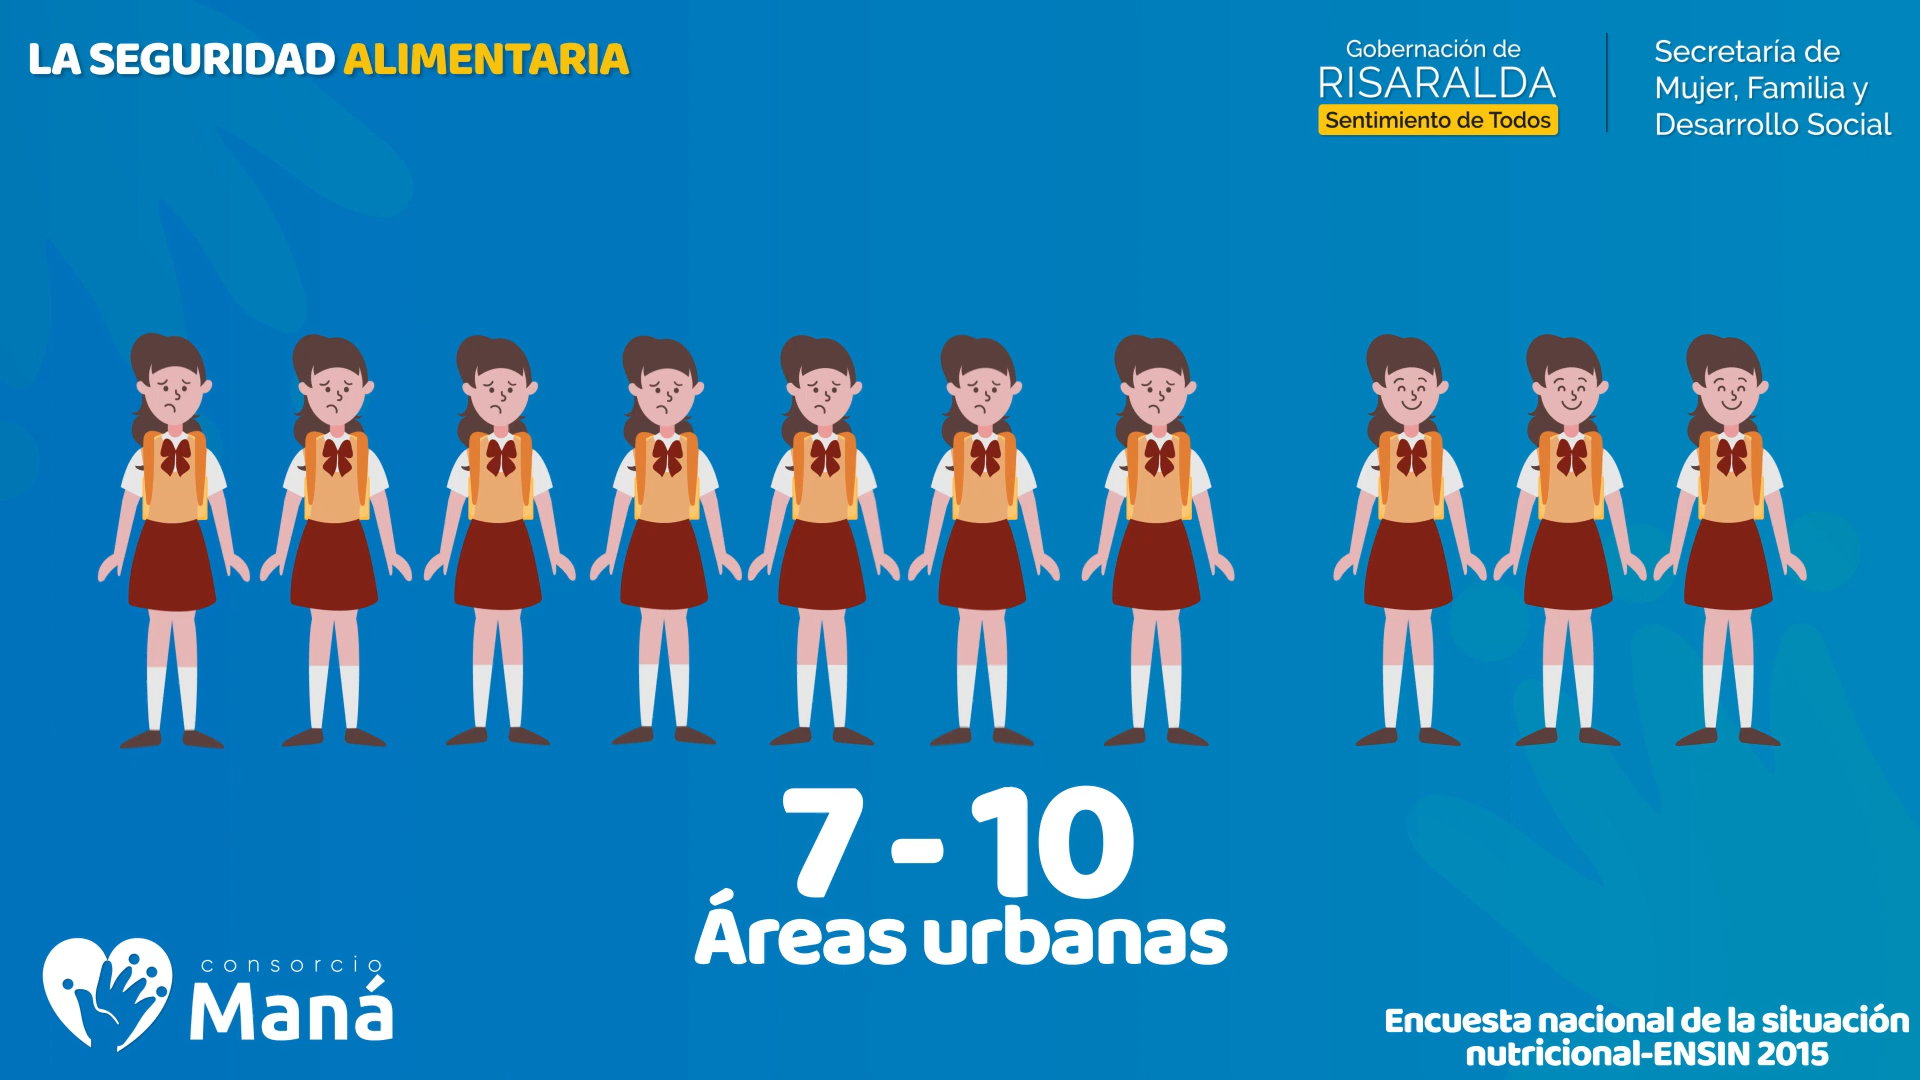 LA SEGURIDAD ALIMENTARIA
Gobernación de
RISARALDA
Sentimiento de Todos
Secretaría de
Mujer, Familia y
Desarrollo Social
7 - 10
Áreas urbanas
consorcio
Maná
Encuesta nacional de la situación
nutricional-ENSIN 2015